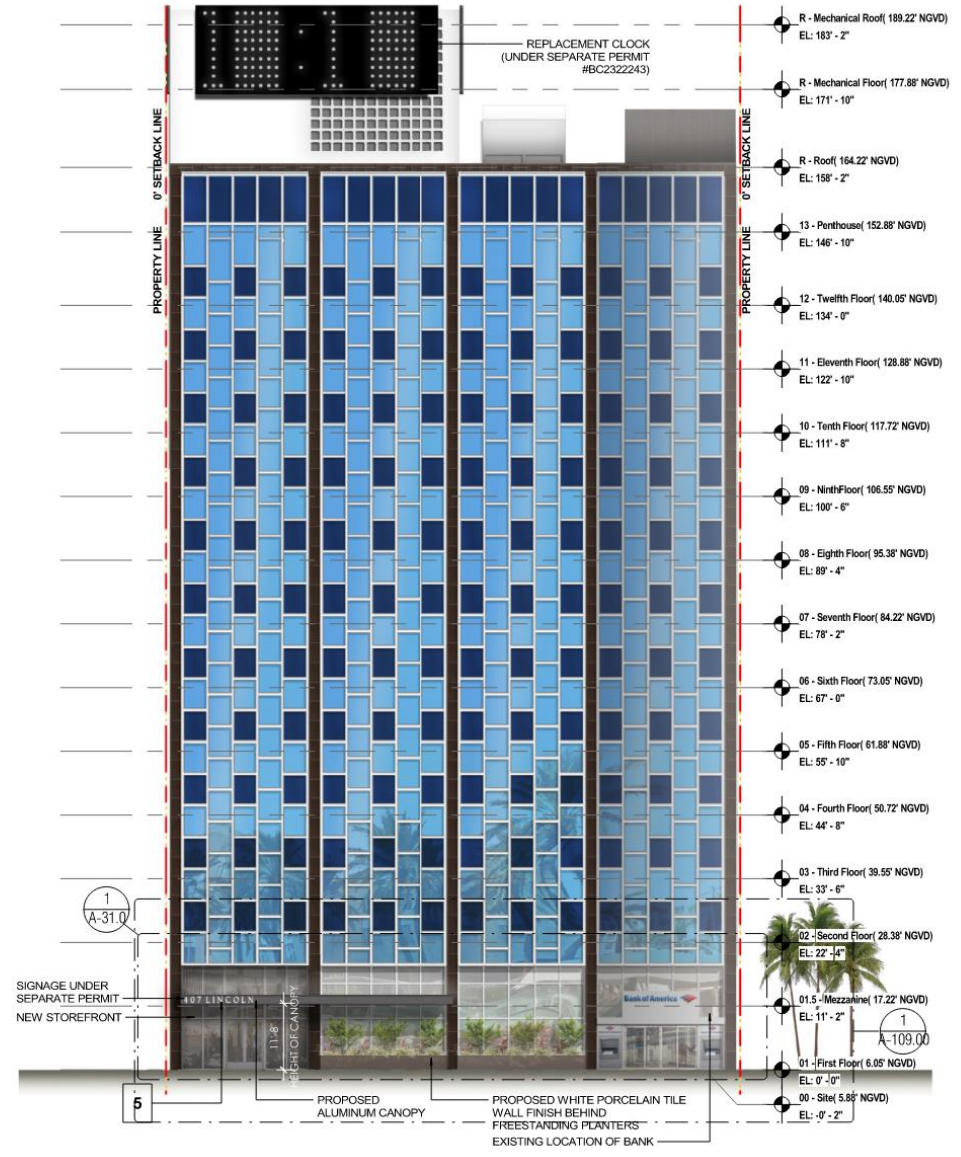 10:10
REPLACEMENT CLOCK
(UNDER SEPARATE PERMIT
#BC2322243)
R - Mechanical Roof( 189.22' NGVD)
EL: 183' - 2"
R - Mechanical Floor( 177.88' NGVD)
EL: 171' - 10"
0' SETBACK LINE
PROPERTY LINE
0' SETBACK LINE
PROPERTY LINE
R - Roof( 164.22' NGVD)
EL: 158' - 2"
13 - Penthouse( 152.88' NGVD)
EL: 146' - 10"
12 - Twelfth Floor( 140.05' NGVD)
EL: 134' - 0"
11 - Eleventh Floor( 128.88' NGVD)
EL: 122' - 10"
10 - Tenth Floor( 117.72' NGVD)
EL: 111' - 8"
09 - NinthFloor( 106.55' NGVD)
EL: 100' - 6"
08 - Eighth Floor( 95.38' NGVD)
EL: 89' - 4"
07 - Seventh Floor( 84.22' NGVD)
EL: 78' - 2"
06 - Sixth Floor( 73.05' NGVD)
EL: 67' - 0"
05 - Fifth Floor( 61.88' NGVD)
EL: 55' - 10"
04 - Fourth Floor( 50.72' NGVD)
EL: 44' - 8"
03 - Third Floor( 39.55' NGVD)
EL: 33' - 6"
1
A-31.0
02 - Second Floor( 28.38' NGVD)
EL: 22' - 4"
SIGNAGE UNDER
SEPARATE PERMIT
NEW STOREFRONT
407 LINCOLN
11'-8"
HEIGHT OF CANOPY
Bank of America
01.5 - Mezzanine( 17.22' NGVD)
EL: 11' - 2"
1
A-109.00
01 - First Floor( 6.05' NGVD)
EL: 0' - 0"
00 - Site( 5.88' NGVD)
EL: -0' - 2"
5
PROPOSED
ALUMINUM CANOPY
PROPOSED WHITE PORCELAIN TILE
WALL FINISH BEHIND
FREESTANDING PLANTERS
EXISTING LOCATION OF BANK